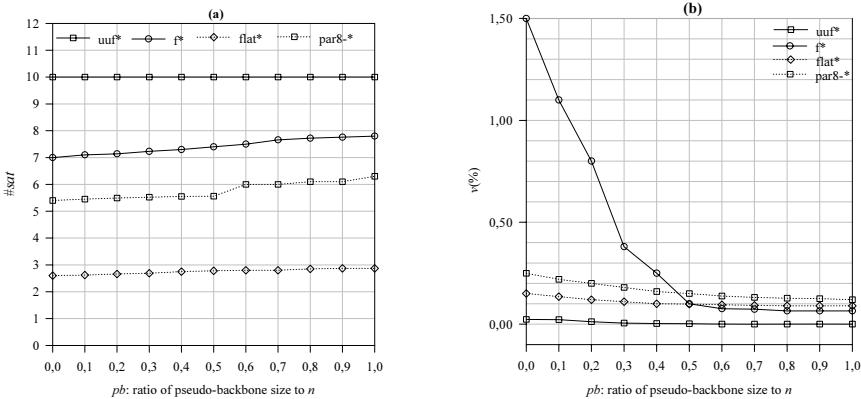 (a)
12
11
10
9
8
7
6
5
4
3
2
1
0
#sat
uuf* f* flat* par8-*
0,0 0,1 0,2 0,3 0,4 0,5 0,6 0,7 0,8 0,9 1,0
pb: ratio of pseudo-backbone size to n
(b)
1,50
1,00
0,50
0,00
v(%)
uuf*
f*
flat*
par8-*
0,0 0,1 0,2 0,3 0,4 0,5 0,6 0,7 0,8 0,9 1,0
pb: ratio of pseudo-backbone size to n